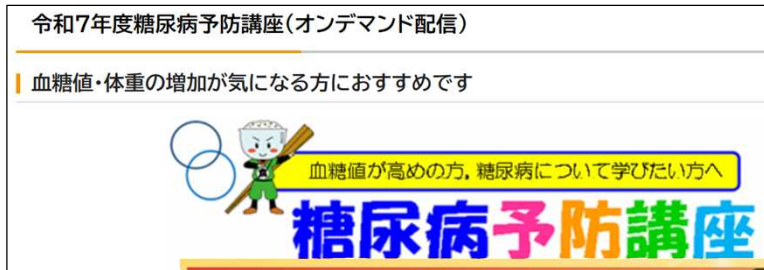 令和7年度糖尿病予防講座(オンデマンド配信)
血糖値・体重の増加が気になる方におすすめです
血糖値が高めの方，糖尿病について学びたい方へ
糖尿病予防講座